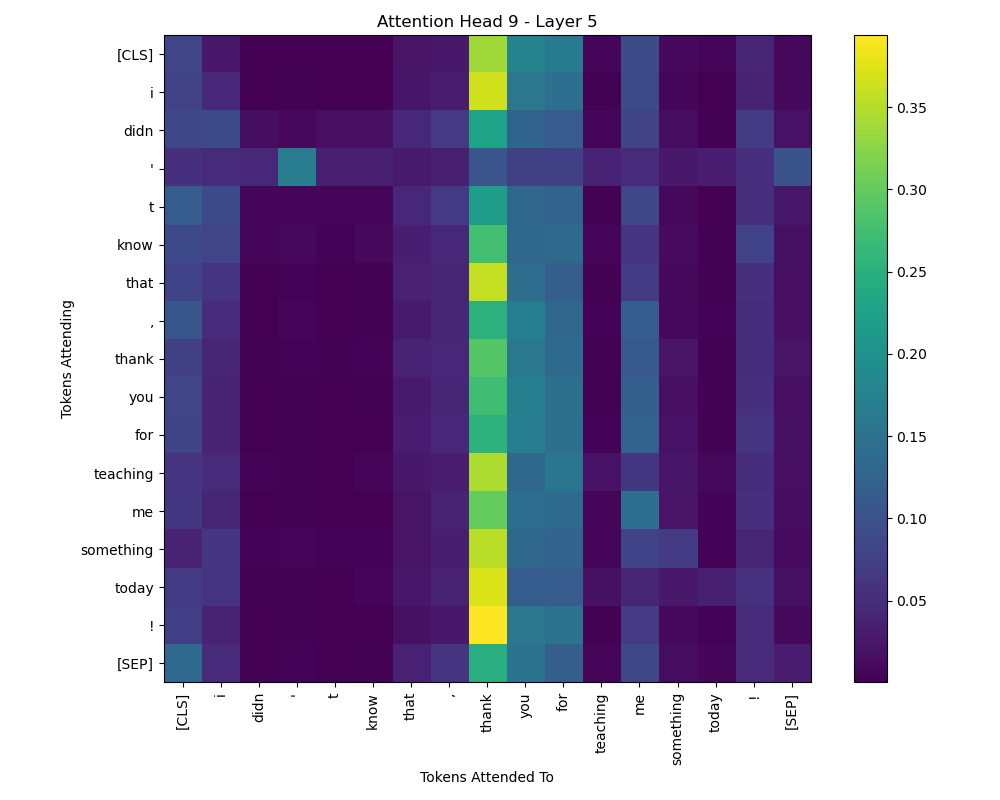 Attention Head 9 - Layer 5
Tokens Attending
[CLS]
i
didn
'
t
know
that
,
thank
you
for
teaching
me
something
today
!
[SEP]
[CLS]
i
didn
'
t
know
that
,
thank
you
for
teaching
me
something
today
!
[SEP]
Tokens Attended To
0.35
0.30
0.25
0.20
0.15
0.10
0.05